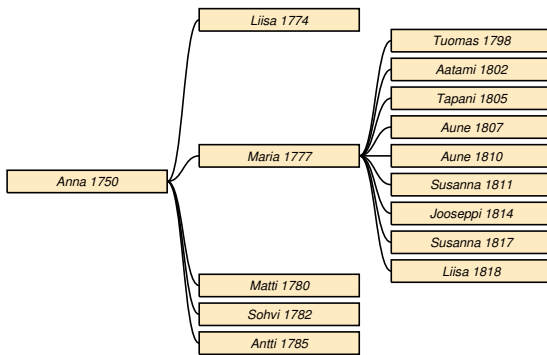 Liisa 1774
Tuomas 1798
Aatami 1802
Tapani 1805
Aune 1807
Maria 1777
Aune 1810
Anna 1750
Susanna 1811
Jooseppi 1814
Susanna 1817
Liisa 1818
Matti 1780
Sohvi 1782
Antti 1785